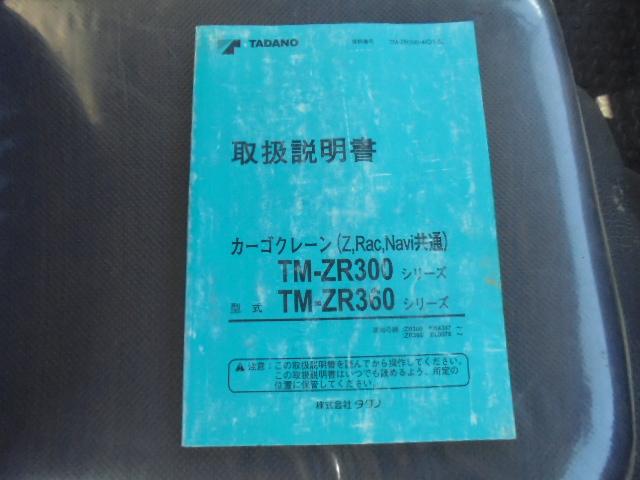 TADANO
取扱説明書
カーゴクレーン(Z,Rac,Navi共通)
TM-ZR300 シリーズ
型式 TM-ZR360 シリーズ
注意:この取扱説明書を読んでから操作してください。
この取扱説明書はいつでも読めるよう、所定の
位置に保管してください。
株式会社タダノ